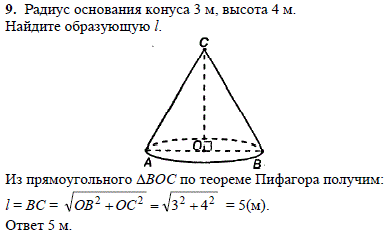 9. Радиус основания конуса 3 м, высота 4 м.
Найдите образующую l.
C
O
A
B
Из прямоугольного ΔBOC по теореме Пифагора получим:
l = BC = √(OB² + OC²) = √(3² + 4²) = 5(м).
Ответ 5 м.